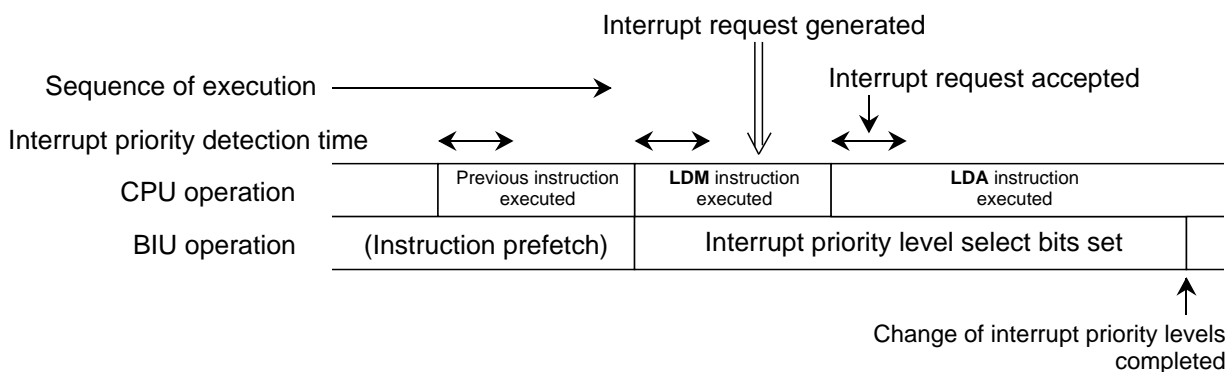 Interrupt request generated
Sequence of execution
Interrupt request accepted
Interrupt priority detection time
CPU operation
Previous instruction
executed
LDM instruction
executed
LDA instruction
executed
BIU operation
(Instruction prefetch)
Interrupt priority level select bits set
Change of interrupt priority levels
completed